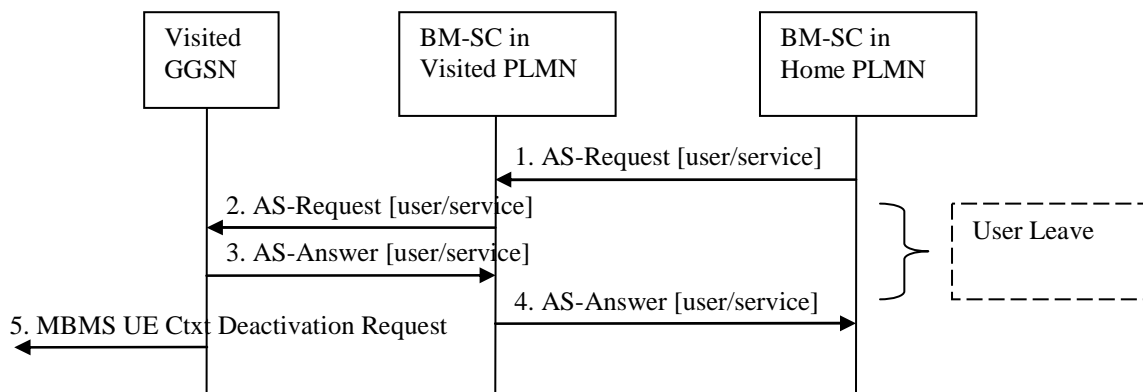 Visited
GGSN
BM-SC in
Visited PLMN
BM-SC in
Home PLMN
1. AS-Request [user/service]
2. AS-Request [user/service]
User Leave
3. AS-Answer [user/service]
4. AS-Answer [user/service]
5. MBMS UE Ctxt Deactivation Request